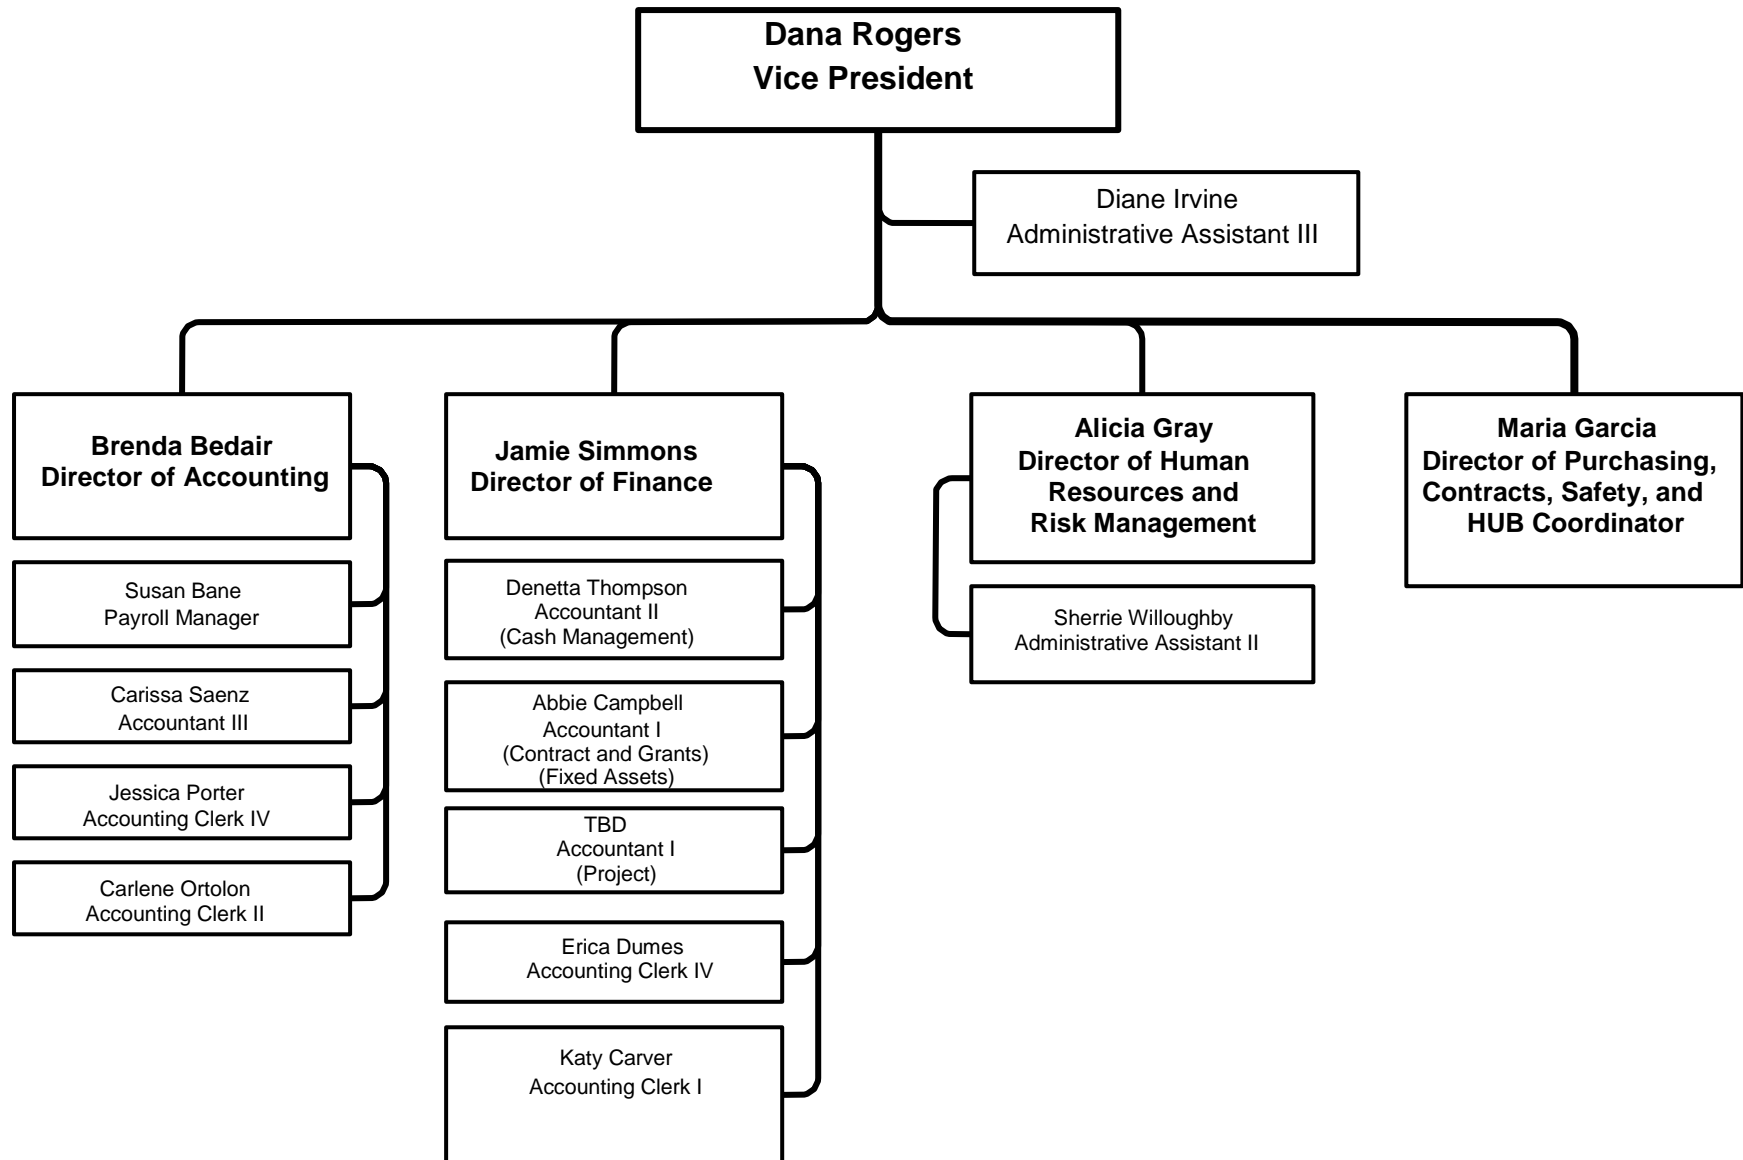 Dana Rogers
Vice President
Diane Irvine
Administrative Assistant III
Brenda Bedair
Director of Accounting
Susan Bane
Payroll Manager
Carissa Saenz
Accountant III
Jessica Porter
Accounting Clerk IV
Carlene Ortolon
Accounting Clerk II
Jamie Simmons
Director of Finance
Denetta Thompson
Accountant II
(Cash Management)
Abbie Campbell
Accountant I
(Contract and Grants)
(Fixed Assets)
TBD
Accountant I
(Project)
Erica Dumes
Accounting Clerk IV
Katy Carver
Accounting Clerk I
Alicia Gray
Director of Human
Resources and
Risk Management
Sherrie Willoughby
Administrative Assistant II
Maria Garcia
Director of Purchasing,
Contracts, Safety, and
HUB Coordinator